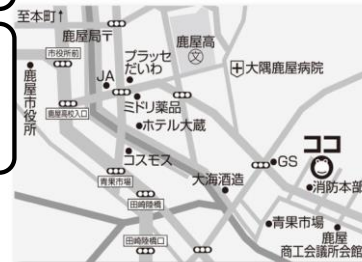 至本町↑
鹿屋局〒
市役所前
プラッセ
だいわ
鹿屋高
文
大隅鹿屋病院
鹿屋市役所
JA
鹿屋高校入口
ミドリ薬品
ホテル大蔵
コスモス
青果市場
大海酒造
GS
ココ
消防本部
田崎陸橋
青果市場
鹿屋
商工会議所会館
田崎陸橋口